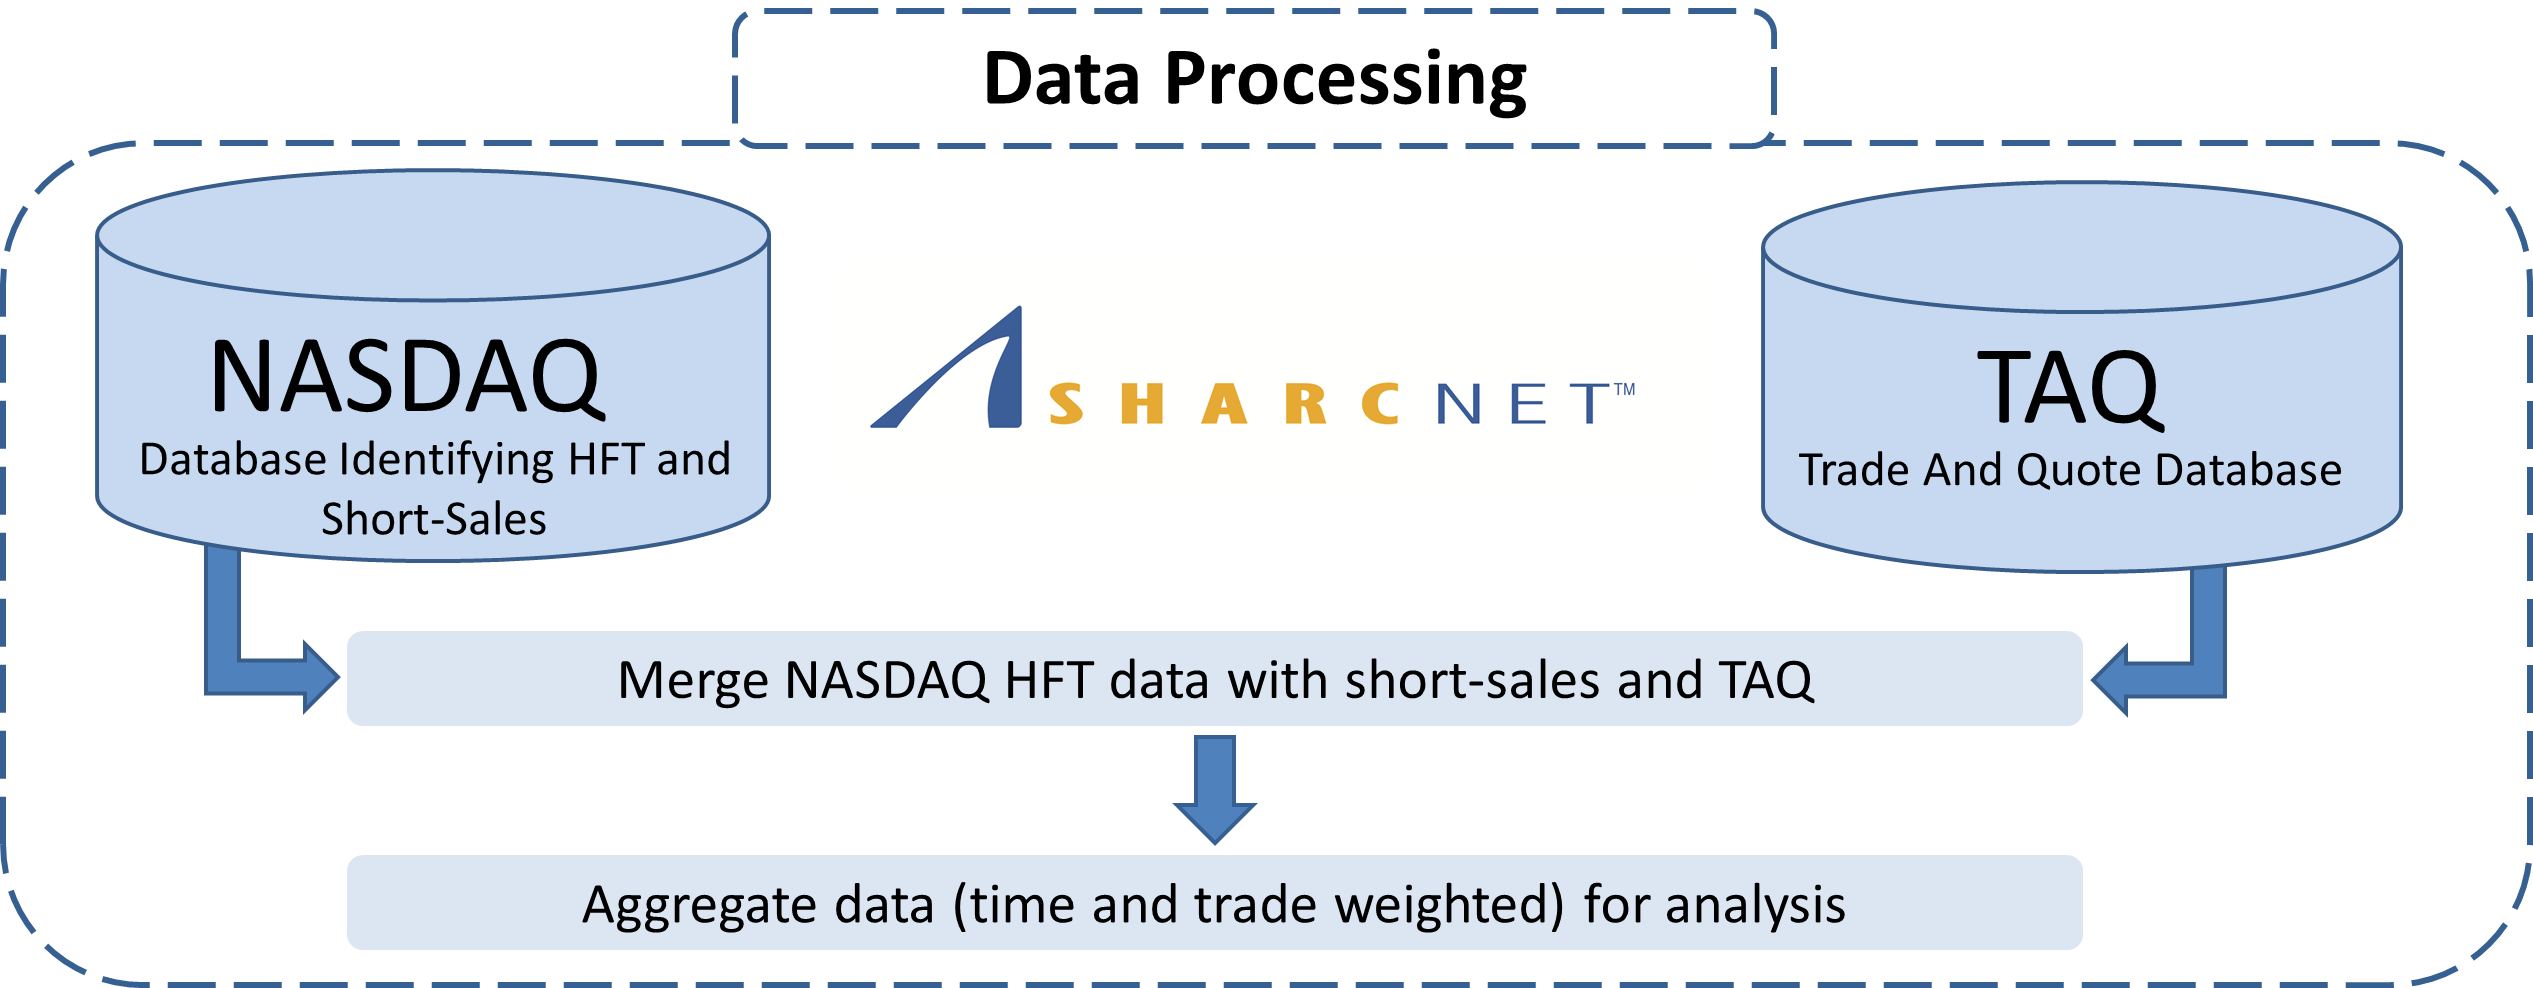 Data Processing
NASDAQ
Database Identifying HFT and
Short-Sales
SHARCNET™
TAQ
Trade And Quote Database
Merge NASDAQ HFT data with short-sales and TAQ
Aggregate data (time and trade weighted) for analysis